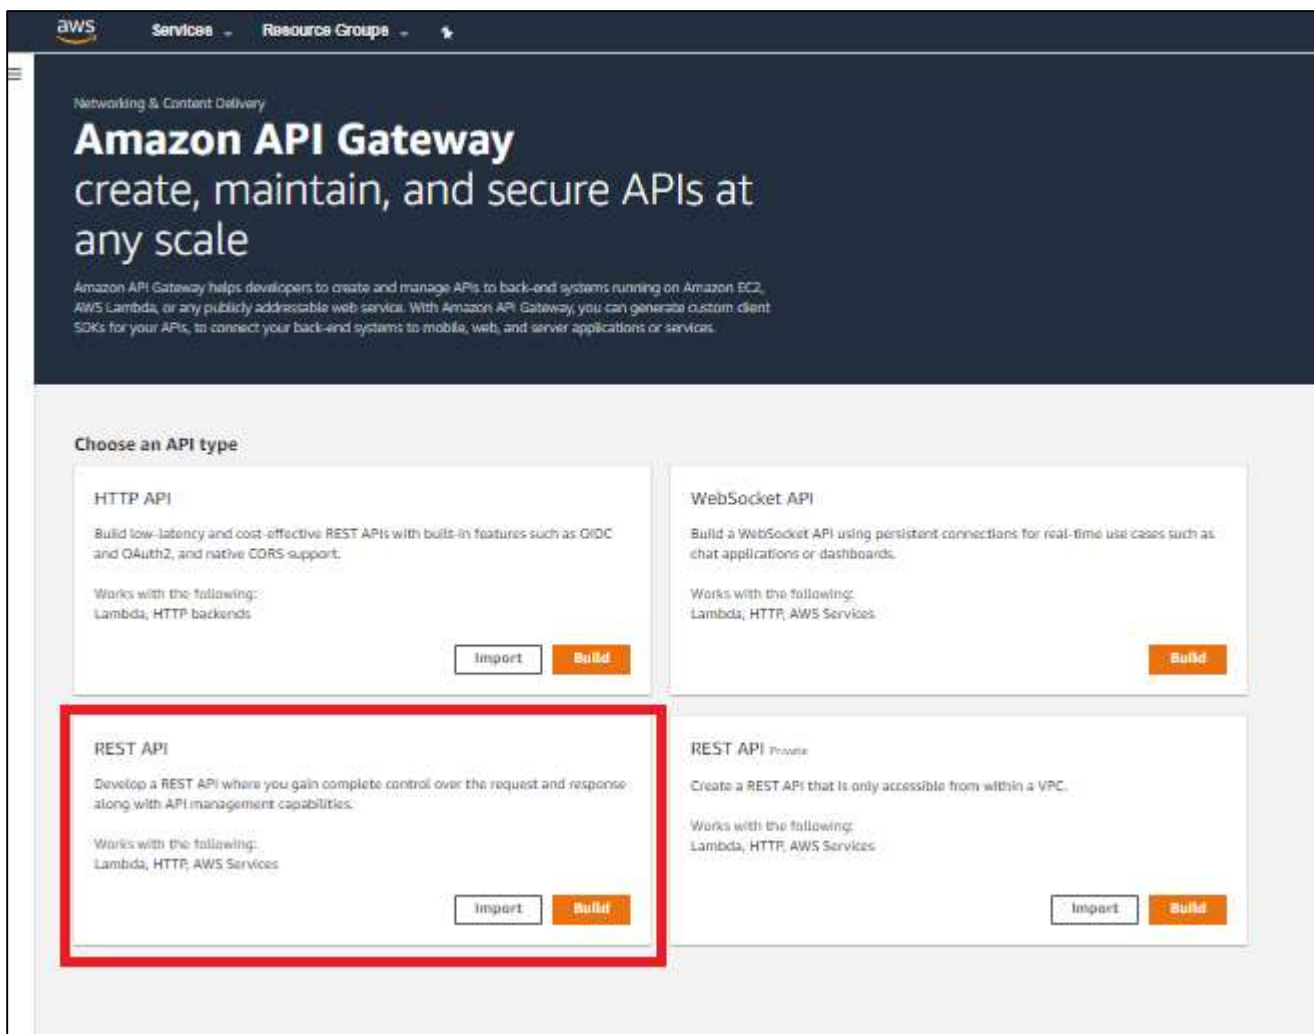 aws Services Resource Groups
Networking & Content Delivery
Amazon API Gateway
create, maintain, and secure APIs at
any scale
Amazon API Gateway helps developers to create and manage APIs to back-end systems running on Amazon EC2,
AWS Lambda, or any publicly addressable web service. With Amazon API Gateway, you can generate custom client
SDKs for your APIs, to connect your back-end systems to mobile, web, and server applications or services.
Choose an API type
HTTP API
Build low-latency and cost-effective REST APIs with built-in features such as OIDC
and OAuth2, and native CORS support.
Works with the following:
Lambda, HTTP backends
Import Build
WebSocket API
Build a WebSocket API using persistent connections for real-time use cases such as
chat applications or dashboards.
Works with the following:
Lambda, HTTP, AWS Services
Build
REST API
Develop a REST API where you gain complete control over the request and response
along with API management capabilities.
Works with the following:
Lambda, HTTP, AWS Services
Import Build
REST API Private
Create a REST API that is only accessible from within a VPC.
Works with the following:
Lambda, HTTP, AWS Services
Import Build